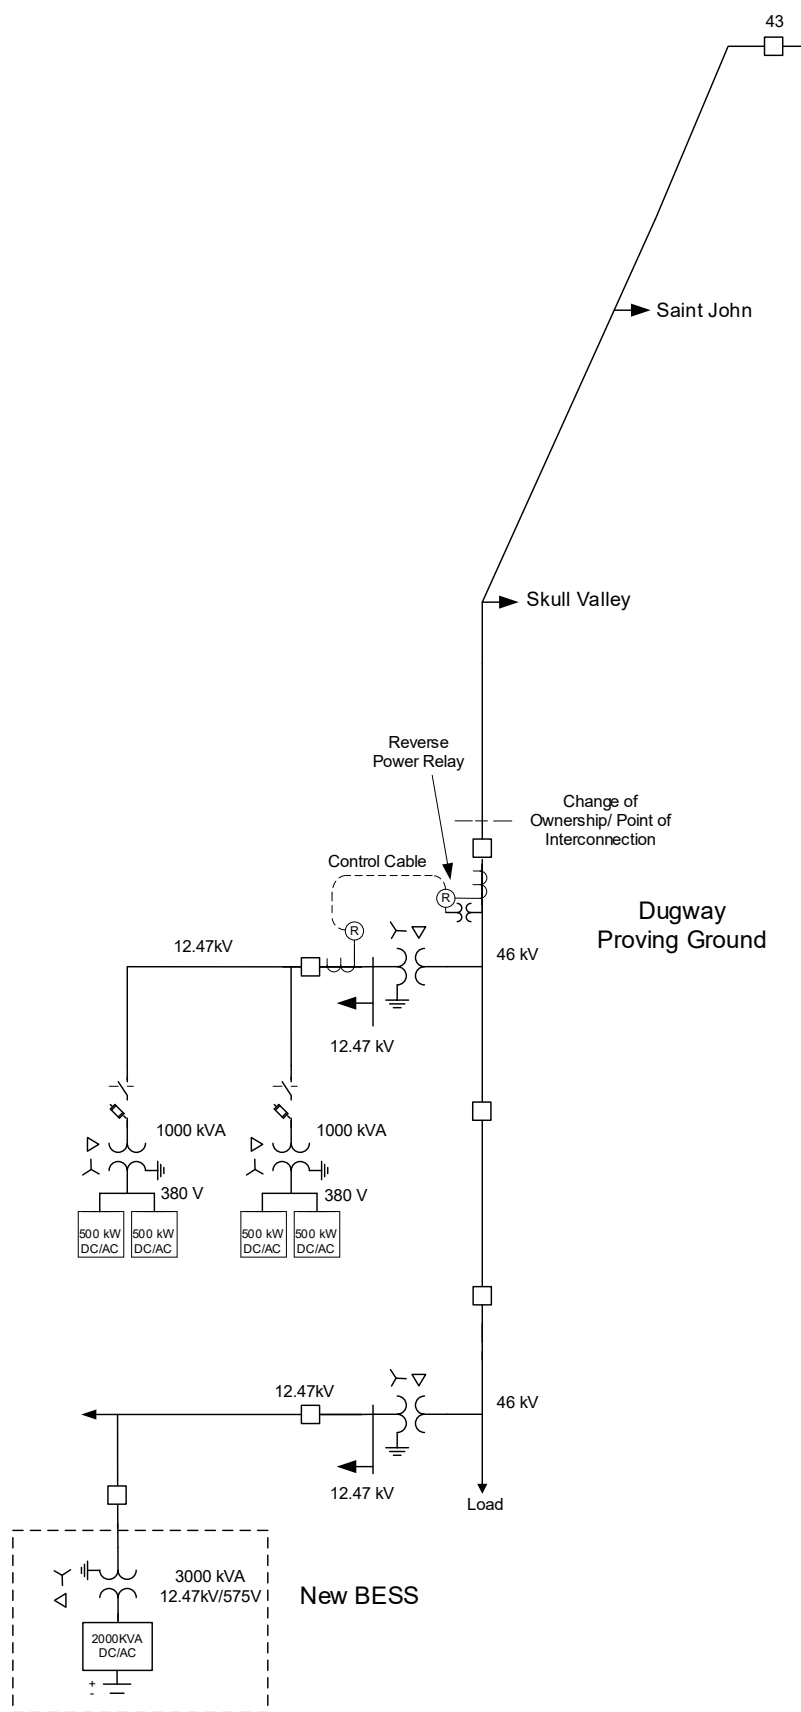 43
Saint John
Skull Valley
Reverse
Power Relay
Change of
Ownership/ Point of
Interconnection
Control Cable
R
R
Dugway
Proving Ground
12.47kV
46 kV
12.47 kV
1000 kVA
1000 kVA
380 V
380 V
500 kW
DC/AC
500 kW
DC/AC
500 kW
DC/AC
500 kW
DC/AC
12.47kV
46 kV
12.47 kV
Load
3000 kVA
12.47kV/575V
New BESS
2000KVA
DC/AC
+
-